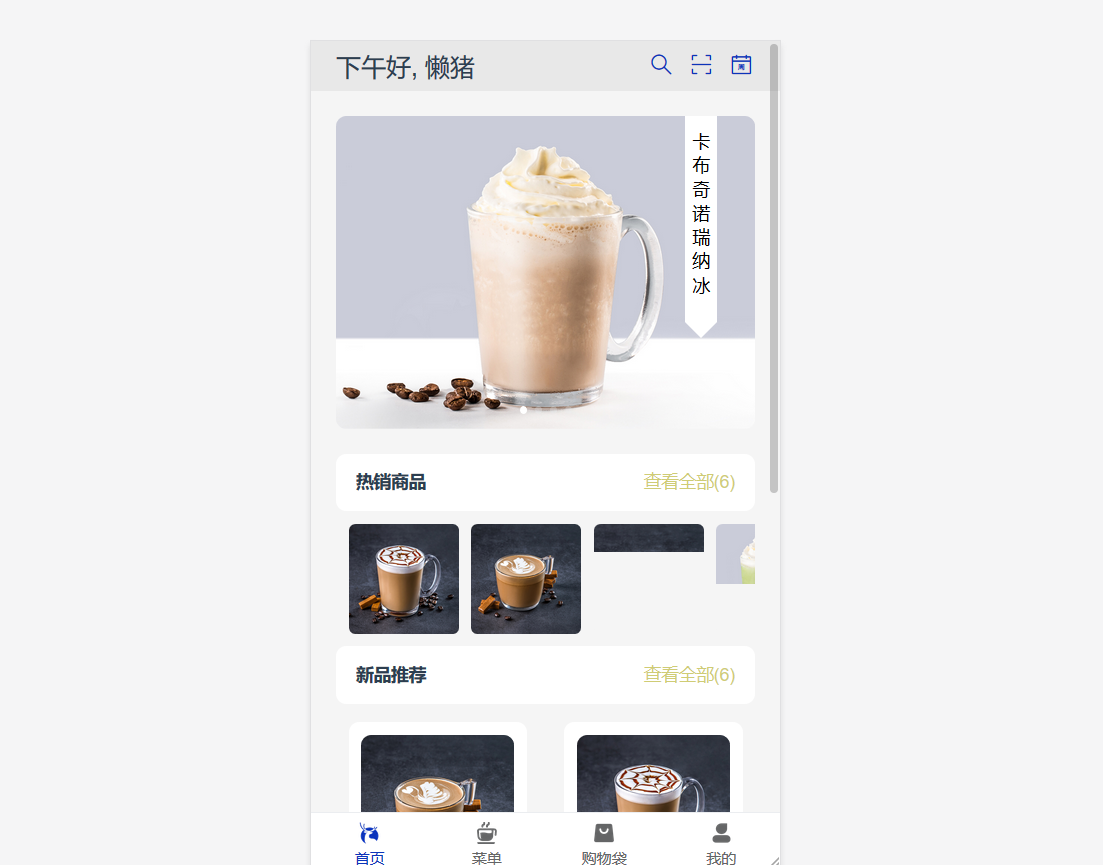 下午好, 懒猪
周
卡布奇诺瑞纳冰
热销商品 查看全部(6)
新品推荐 查看全部(6)
首页 菜单 购物袋 我的